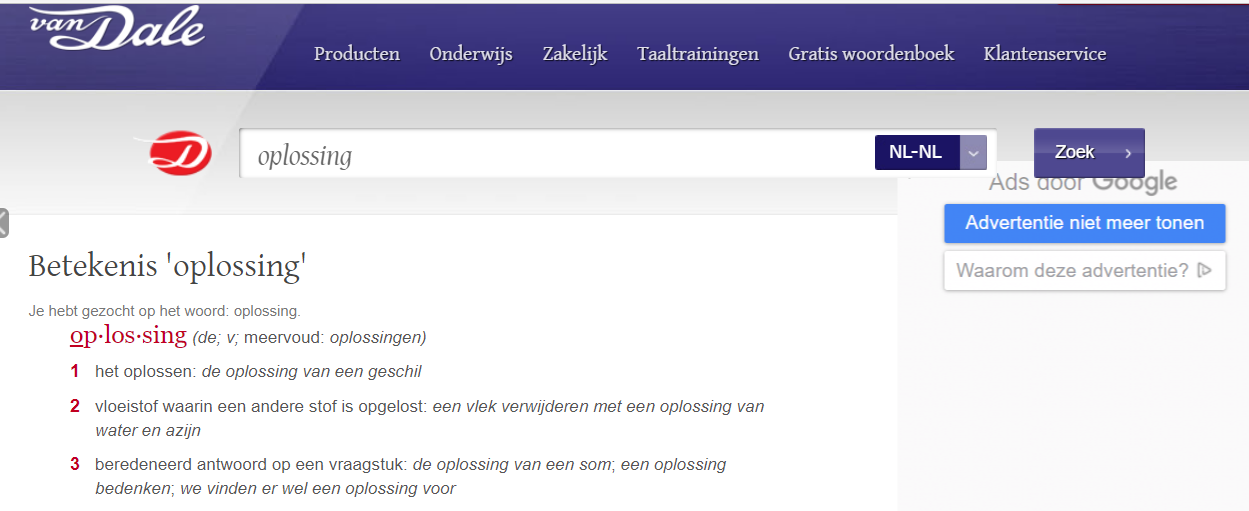 van Dale
Producten Onderwijs Zakelijk Taaltrainingen Gratis woordenboek Klantenservice
oplossing NL-NL Zoek
Ads door Google
Advertentie niet meer tonen
Waarom deze advertentie?
Betekenis 'oplossing'
Je hebt gezocht op het woord: oplossing.
op·los·sing (de; v; meervoud: oplossingen)
1 het oplossen: de oplossing van een geschil
2 vloeistof waarin een andere stof is opgelost: een vlek verwijderen met een oplossing van
water en azijn
3 beredeneerd antwoord op een vraagstuk: de oplossing van een som; een oplossing
bedenken; we vinden er wel een oplossing voor